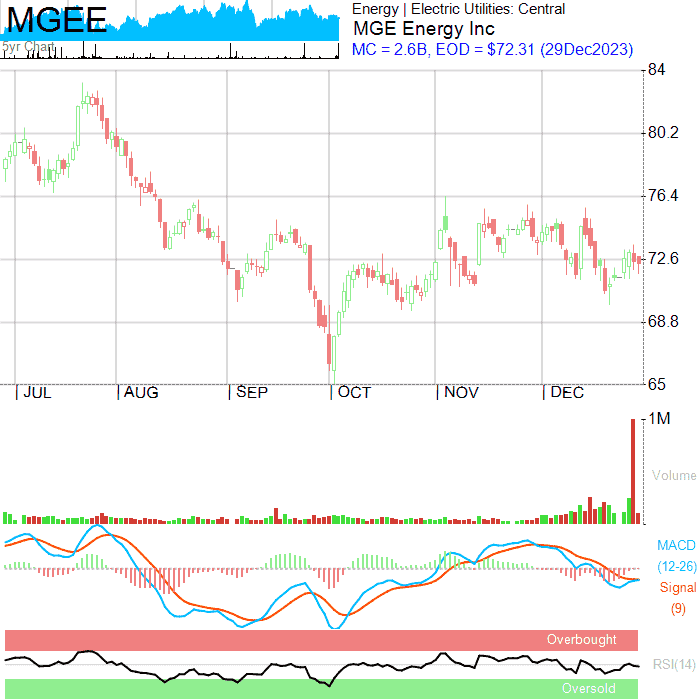 MGEE
5yr Chart
Energy | Electric Utilities: Central
MGE Energy Inc
MC = 2.6B, EOD = $72.31 (29Dec2023)
84
80.2
76.4
72.6
68.8
65
JUL
AUG
SEP
OCT
NOV
DEC
1M
Volume
MACD
(12-26)
Signal
(9)
Overbought
RSI(14)
Oversold